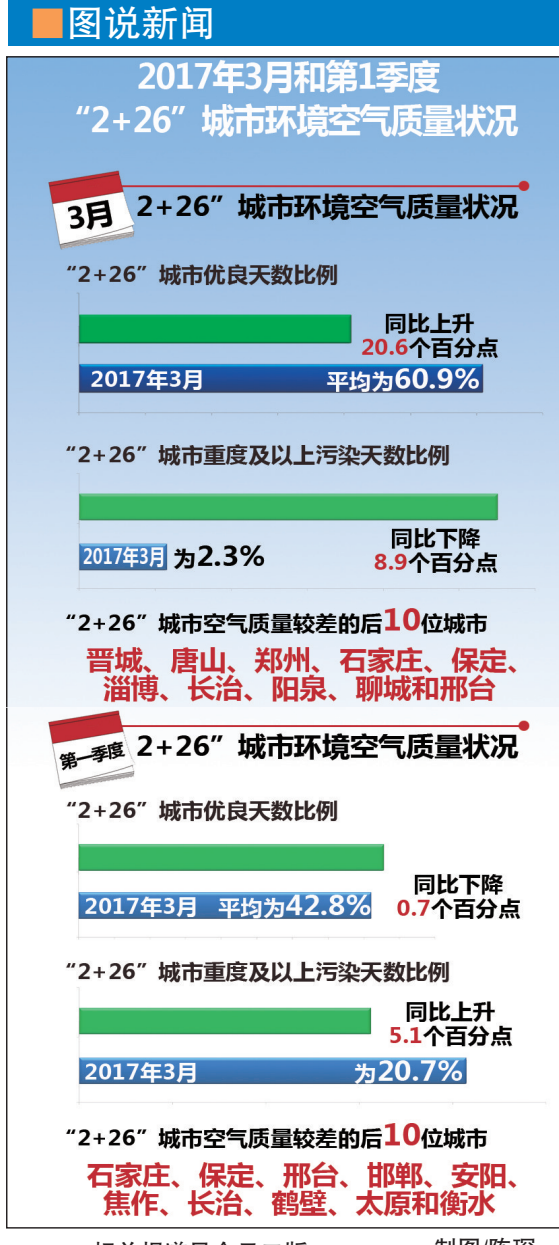 图说新闻
2017年3月和第1季度
“2+26”城市环境空气质量状况
3月
2+26”城市环境空气质量状况
“2+26”城市优良天数比例
同比上升
20.6个百分点
2017年3月 平均为60.9%
“2+26”城市重度及以上污染天数比例
同比下降
8.9个百分点
2017年3月 为2.3%
“2+26”城市空气质量较差的后10位城市
晋城、唐山、郑州、石家庄、保定、
淄博、长治、阳泉、聊城和邢台
第一季度
2+26”城市环境空气质量状况
“2+26”城市优良天数比例
同比下降
0.7个百分点
2017年3月 平均为42.8%
“2+26”城市重度及以上污染天数比例
同比上升
5.1个百分点
2017年3月 为20.7%
“2+26”城市空气质量较差的后10位城市
石家庄、保定、邢台、邯郸、安阳、
焦作、长治、鹤壁、太原和衡水